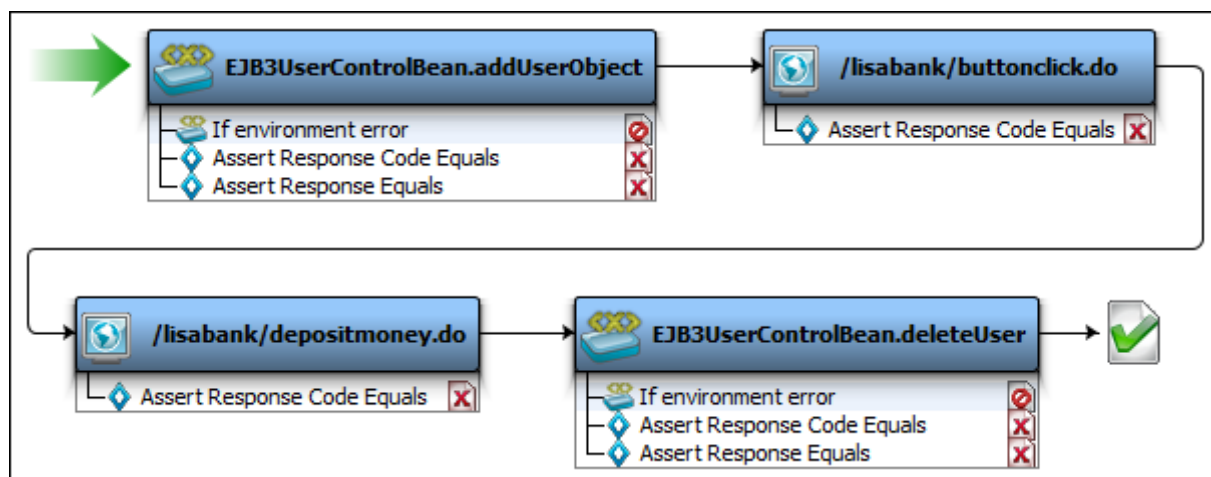 EJB3UserControlBean.addUserObject
If environment error
Assert Response Code Equals
Assert Response Equals
/lisabank/buttonclick.do
Assert Response Code Equals
/lisabank/depositmoney.do
Assert Response Code Equals
EJB3UserControlBean.deleteUser
If environment error
Assert Response Code Equals
Assert Response Equals